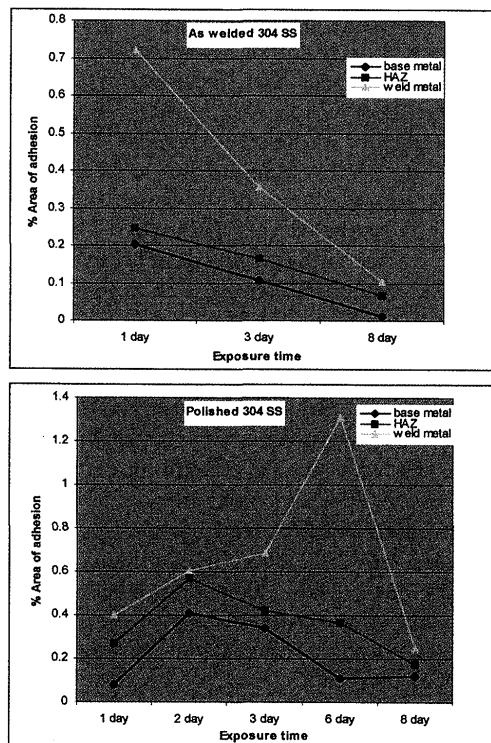 As welded 304 SS
base metal
HAZ
weld metal
% Area of adhesion
0.8
0.7
0.6
0.5
0.4
0.3
0.2
0.1
0
1 day 3 day 8 day
Exposure time
Polished 304 SS
base metal
HAZ
weld metal
% Area of adhesion
1.4
1.2
1
0.8
0.6
0.4
0.2
0
1 day 2 day 3 day 6 day 8 day
Exposure time